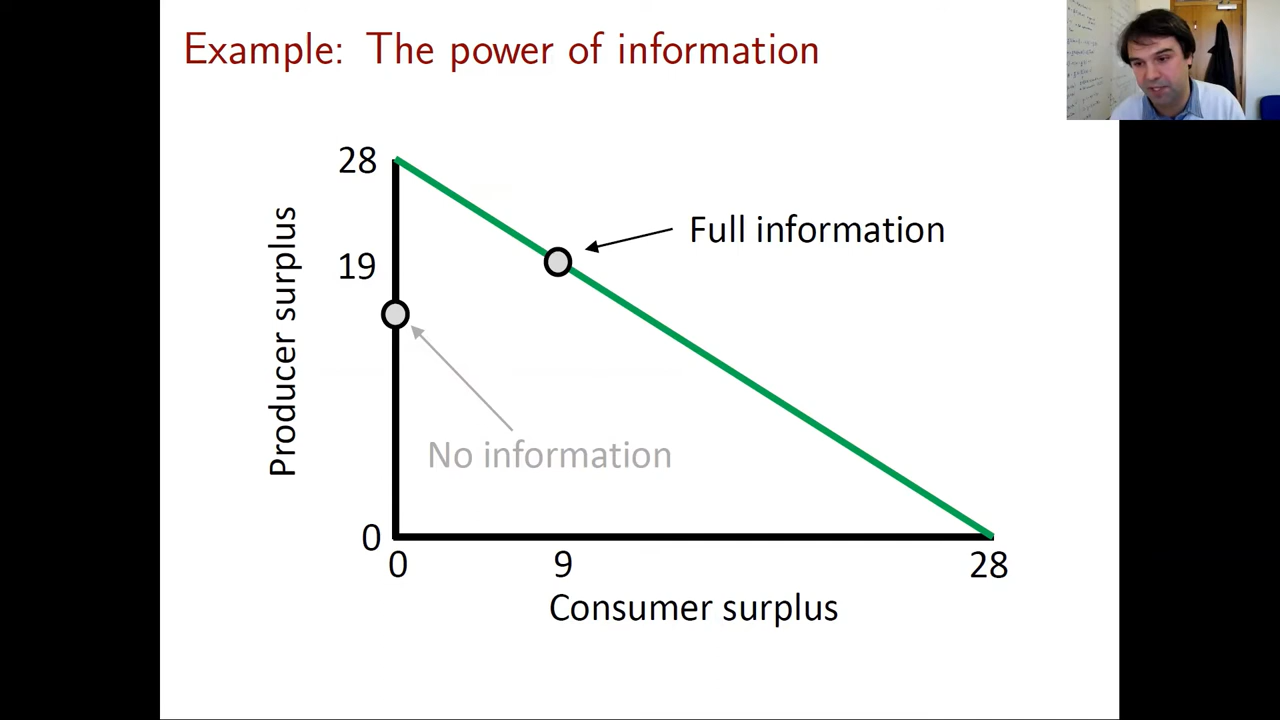 Example: The power of information
28
Full information
19
Producer surplus
No information
0
0 9 28
Consumer surplus